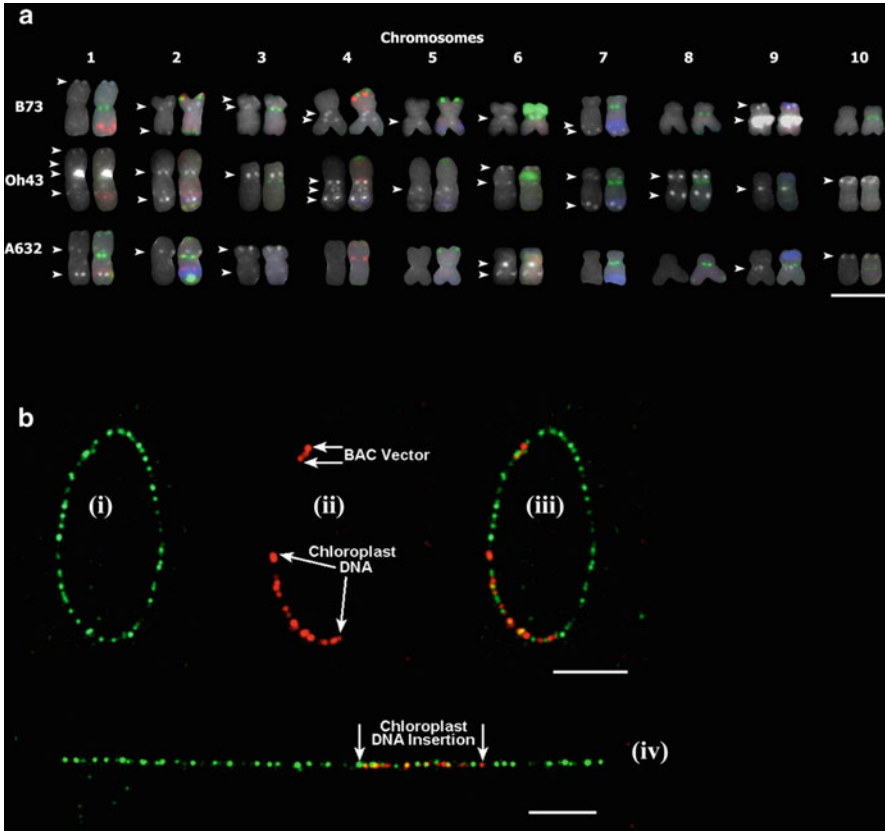 a
Chromosomes
1 2 3 4 5 6 7 8 9 10
B73
Oh43
A632
b
(i)
BAC Vector
(ii)
Chloroplast
DNA
(iii)
Chloroplast
DNA Insertion
(iv)